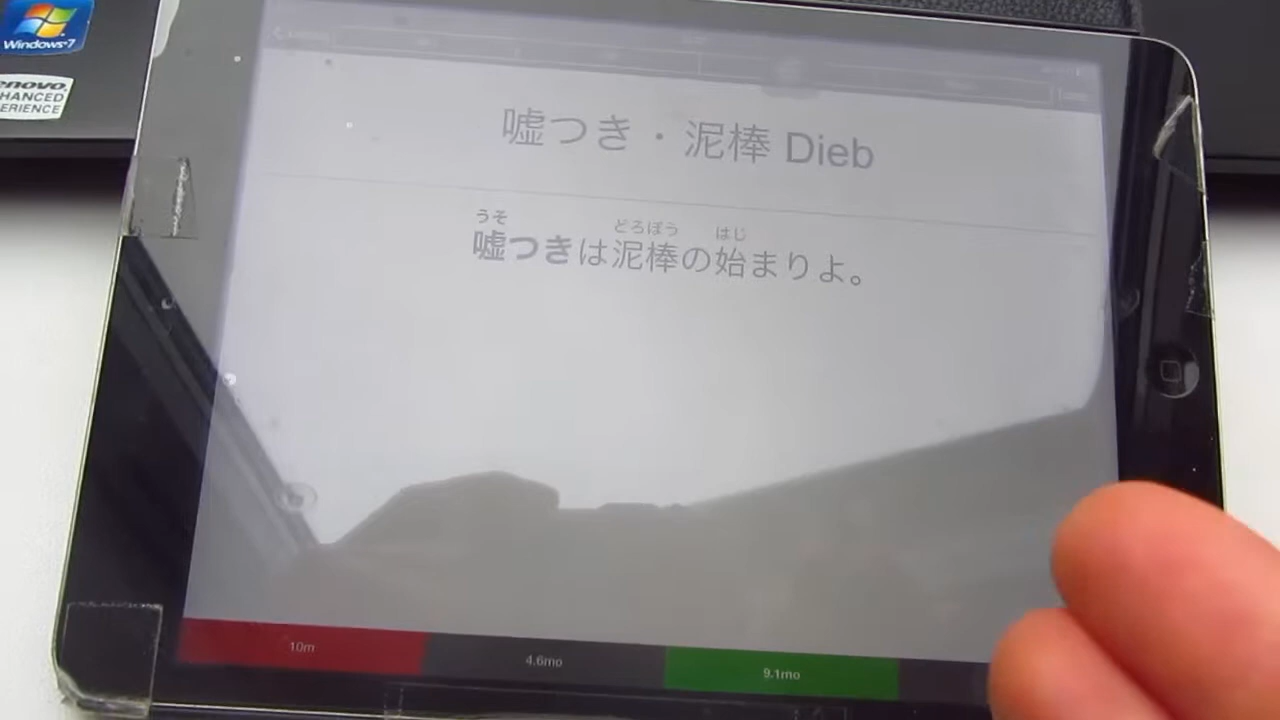 Windows 7
enovo
HANCED
ERIENCE
嘘つき・泥棒 Dieb
うそ どろぼう はじ
嘘つきは泥棒の始まりよ。
10m 4.6mo 9.1mo